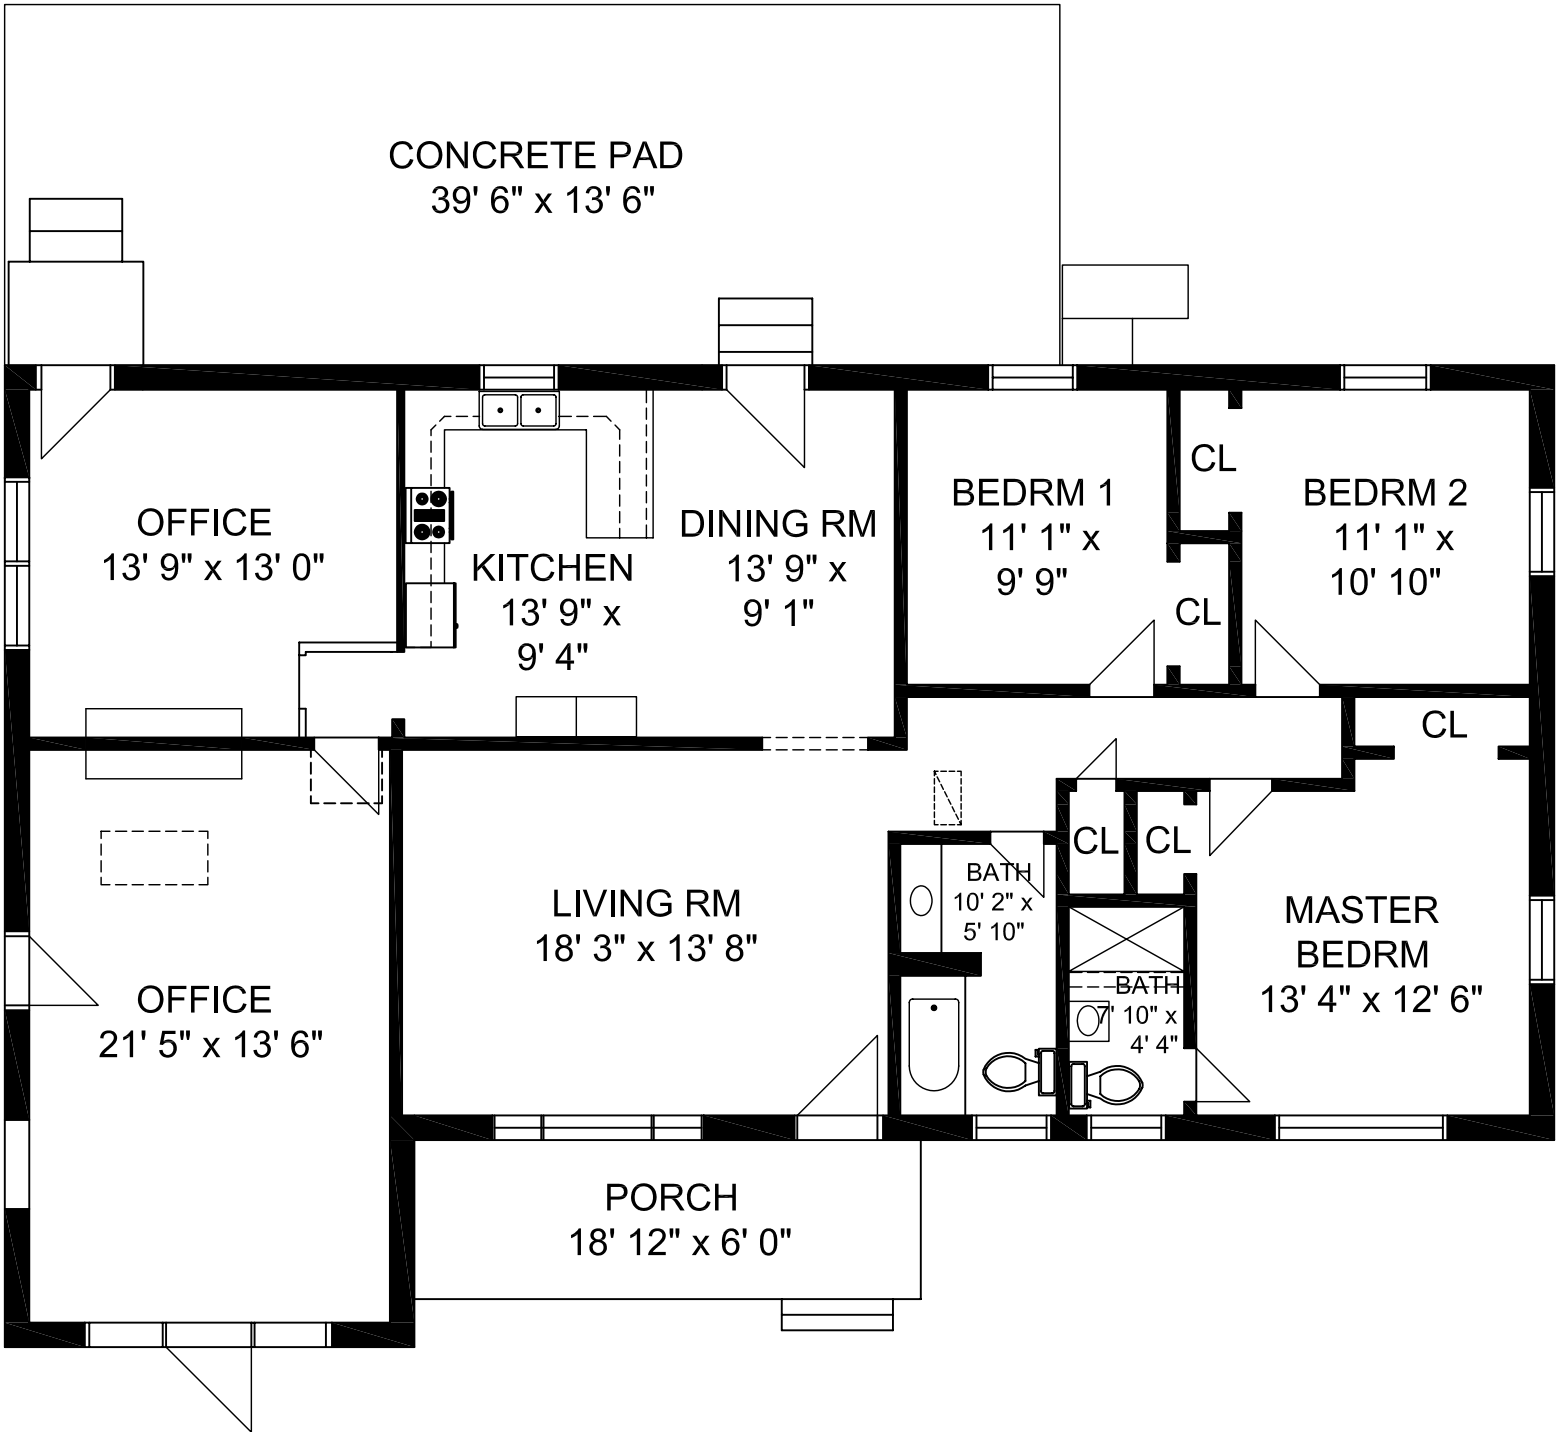 CONCRETE PAD
39' 6" x 13' 6"
OFFICE
13' 9" x 13' 0"
KITCHEN
13' 9" x
9' 4"
DINING RM
13' 9" x
9' 1"
BEDRM 1
11' 1" x
9' 9"
CL
CL
BEDRM 2
11' 1" x
10' 10"
CL
OFFICE
21' 5" x 13' 6"
LIVING RM
18' 3" x 13' 8"
BATH
10' 2" x
5' 10"
CL
CL
BATH
7' 10" x
4' 4"
MASTER
BEDRM
13' 4" x 12' 6"
PORCH
18' 12" x 6' 0"